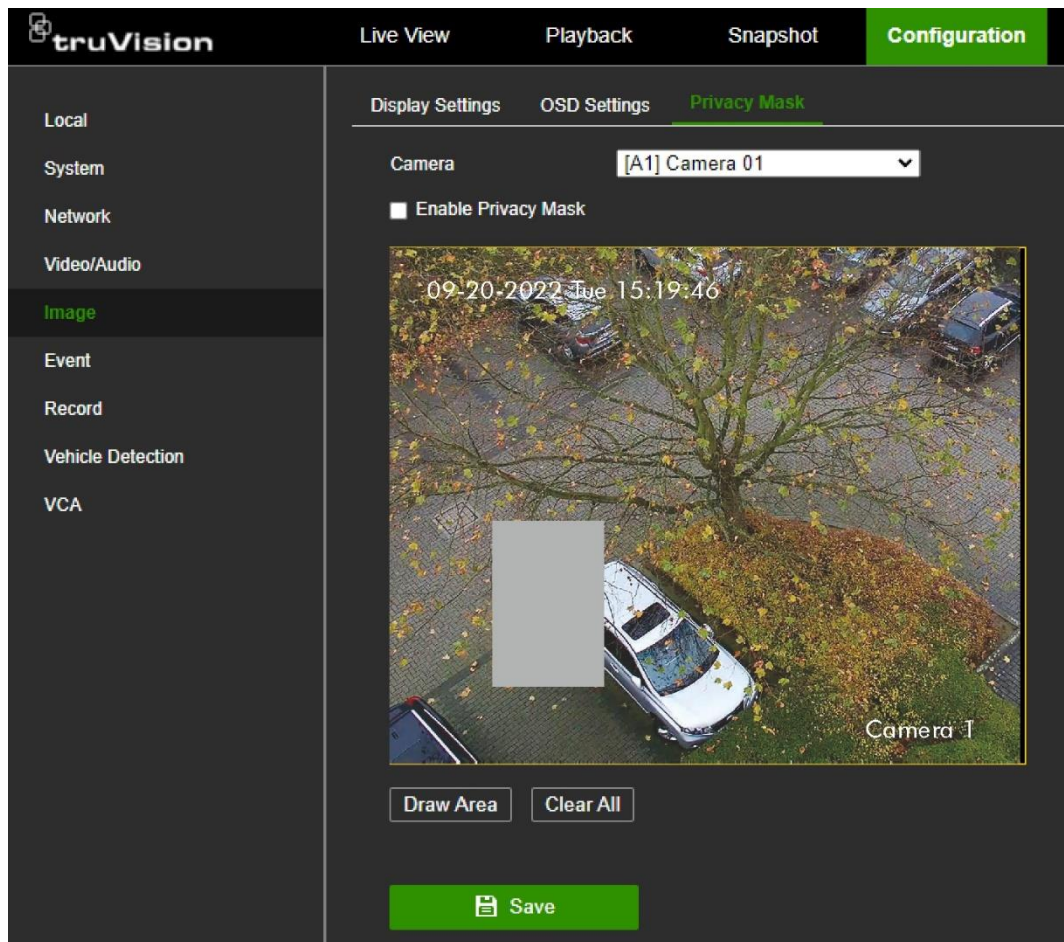 truVision
Live View Playback Snapshot Configuration
Display Settings OSD Settings Privacy Mask
Local
System
Network
Video/Audio
Image
Event
Record
Vehicle Detection
VCA
Camera [A1] Camera 01
Enable Privacy Mask
09-20-2022 Tue 15:19:46
Camera 1
Draw Area Clear All
Save